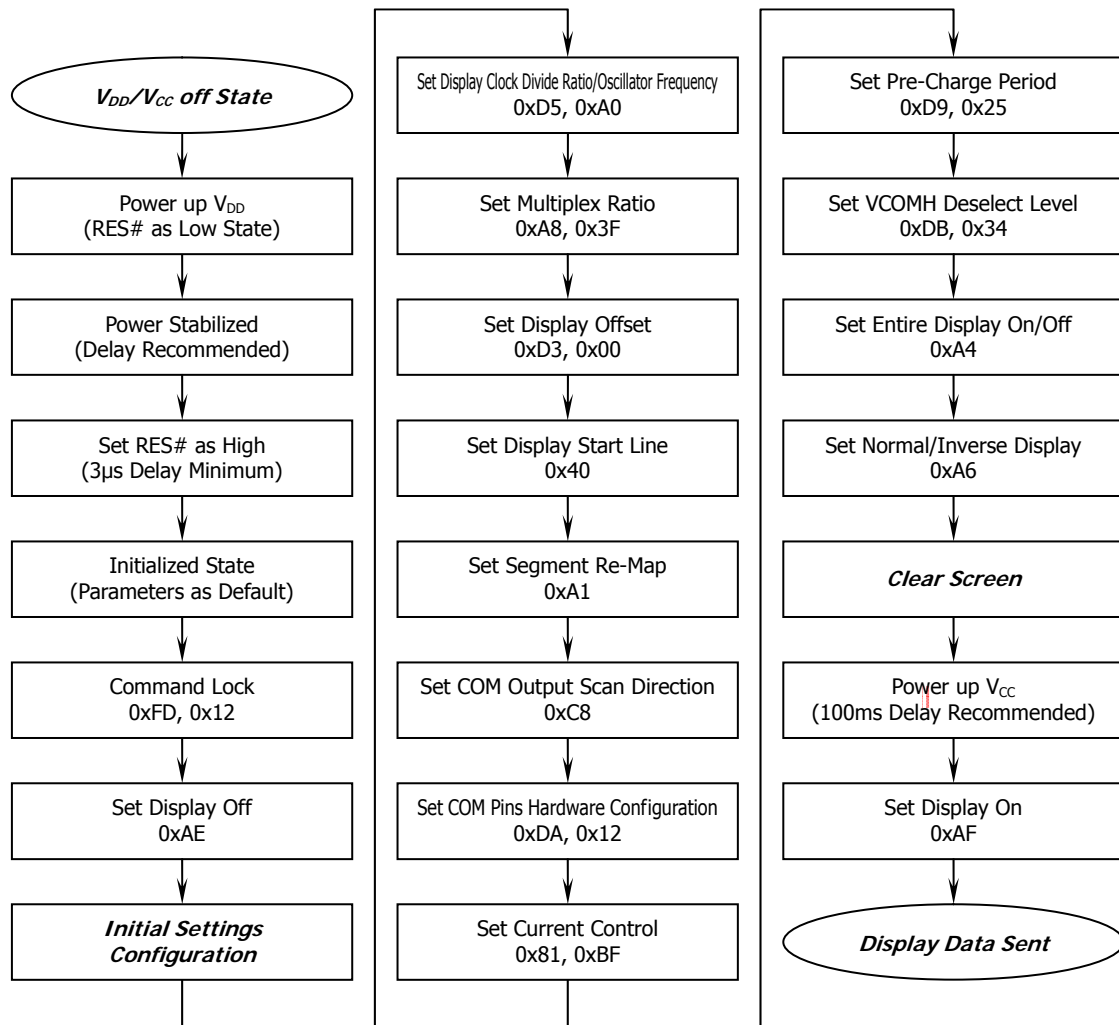 V_DD/V_CC off State
Power up V_DD
(RES# as Low State)
Power Stabilized
(Delay Recommended)
Set RES# as High
(3μs Delay Minimum)
Initialized State
(Parameters as Default)
Command Lock
0xFD, 0x12
Set Display Off
0xAE
Initial Settings
Configuration
Set Display Clock Divide Ratio/Oscillator Frequency
0xD5, 0xA0
Set Multiplex Ratio
0xA8, 0x3F
Set Display Offset
0xD3, 0x00
Set Display Start Line
0x40
Set Segment Re-Map
0xA1
Set COM Output Scan Direction
0xC8
Set COM Pins Hardware Configuration
0xDA, 0x12
Set Current Control
0x81, 0xBF
Set Pre-Charge Period
0xD9, 0x25
Set VCOMH Deselect Level
0xDB, 0x34
Set Entire Display On/Off
0xA4
Set Normal/Inverse Display
0xA6
Clear Screen
Power up V_CC
(100ms Delay Recommended)
Set Display On
0xAF
Display Data Sent